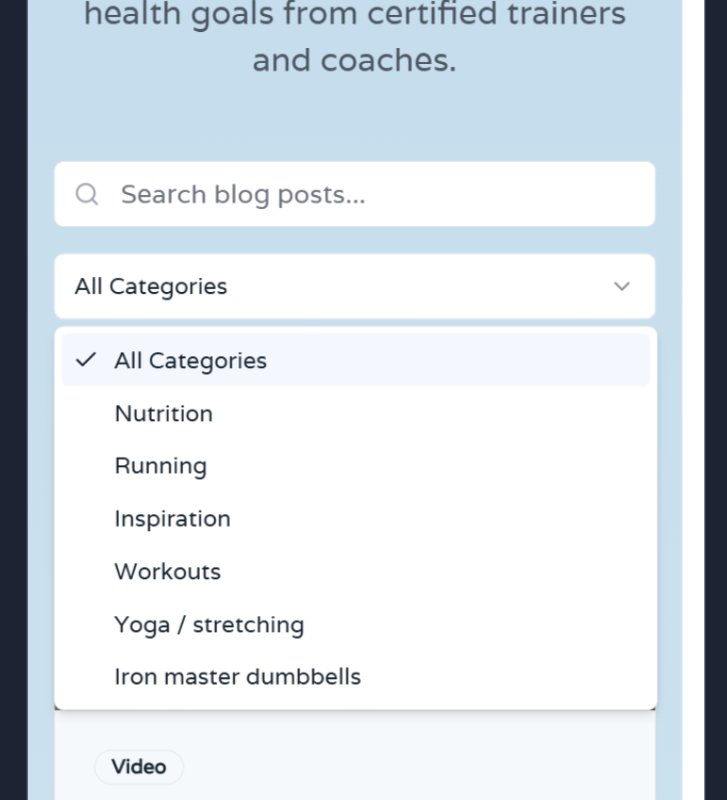 health goals from certified trainers
and coaches.
Search blog posts...
All Categories
All Categories
Nutrition
Running
Inspiration
Workouts
Yoga / stretching
Iron master dumbbells
Video